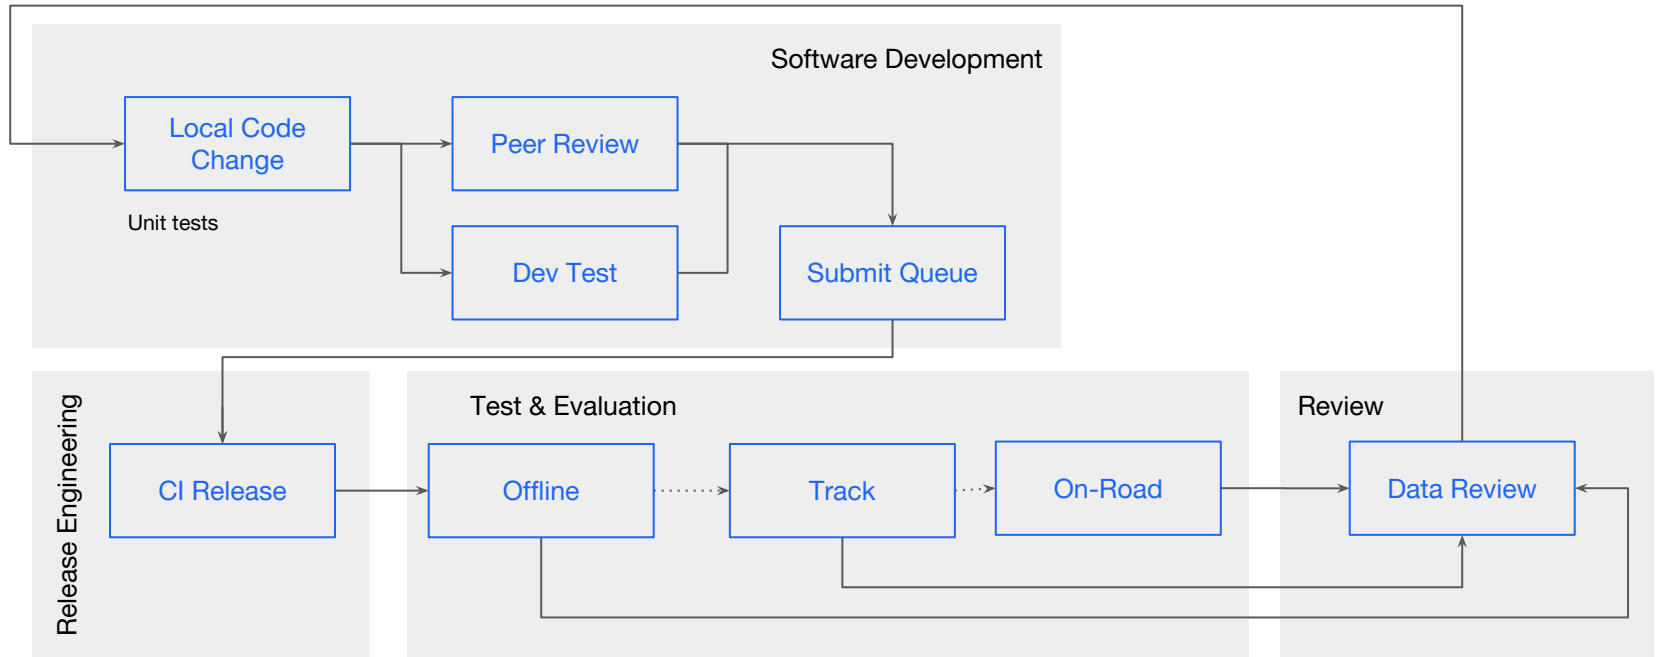 Software Development
Local Code
Change
Peer Review
Unit tests
Dev Test
Submit Queue
Release Engineering
CI Release
Test & Evaluation
Offline
Track
On-Road
Review
Data Review